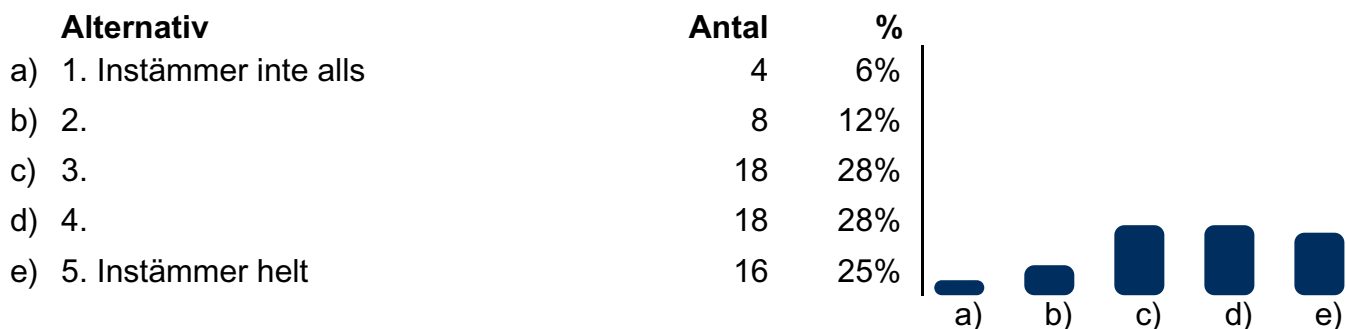 Alternativ Antal %
a) 1. Instämmer inte alls 4 6%
b) 2. 8 12%
c) 3. 18 28%
d) 4. 18 28%
e) 5. Instämmer helt 16 25%
a) b) c) d) e)